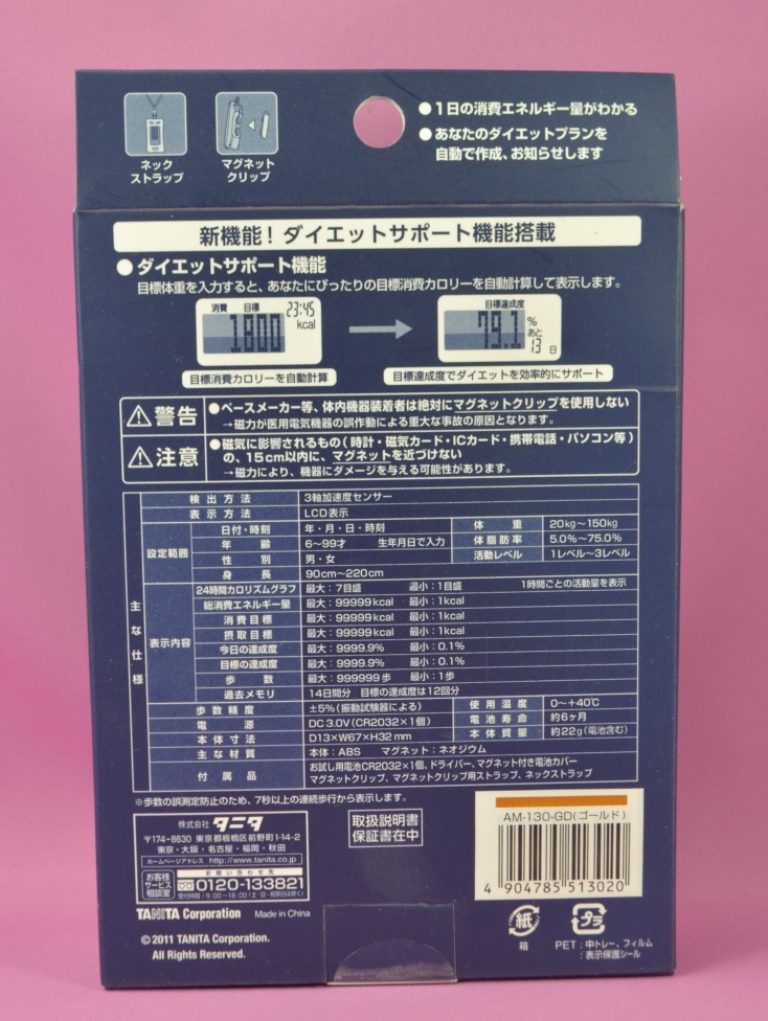 ネック
ストラップ
マグネット
クリップ
●1日の消費エネルギー量がわかる
●あなたのダイエットプランを
自動で作成、お知らせします
新機能！ダイエットサポート機能搭載
●ダイエットサポート機能
目標体重を入力すると、あなたにぴったりの目標消費カロリーを自動計算して表示します。
消費 目標 23:45
1800 kcal
目標達成度
79.1 %
あと
13 日
目標消費カロリーを自動計算
目標達成度でダイエットを効率的にサポート
警告
●ペースメーカー等、体内機器装着者は絶対にマグネットクリップを使用しない
→磁力が医用電気機器の誤作動による重大な事故の原因となります。
注意
●磁気に影響されるもの(時計・磁気カード・ICカード・携帯電話・パソコン等)
の、15cm以内に、マグネットを近づけない
→磁力により、機器にダメージを与える可能性があります。
主な仕様
検出方法 3軸加速度センサー
表示方法 LCD表示
設定範囲
日付・時刻 年・月・日・時刻
年齢 6〜99才 生年月日で入力
性別 男・女
身長 90cm〜220cm
体重 20kg〜150kg
体脂肪率 5.0%〜75.0%
活動レベル 1レベル〜3レベル
表示内容
24時間カロリズムグラフ 最大：7目盛 最小：1目盛 1時間ごとの活動量を表示
総消費エネルギー量 最大：99999kcal 最小：1kcal
消費目標 最大：99999kcal 最小：1kcal
摂取目標 最大：99999kcal 最小：1kcal
今日の達成度 最大：9999.9% 最小：0.1%
目標の達成度 最大：9999.9% 最小：0.1%
歩数 最大：999999歩 最小：1歩
過去メモリ 14日間分 目標の達成度は12回分
歩数精度 ±5%(振動試験器による)
電源 DC 3.0V(CR2032×1個)
本体寸法 D13×W67×H32mm
使用温度 0〜+40℃
電池寿命 約6ヶ月
本体質量 約22g(電池含む)
主な材質 本体：ABS マグネット：ネオジウム
付属品 お試し用電池CR2032×1個、ドライバー、マグネット付き電池カバー
マグネットクリップ、マグネットクリップ用ストラップ、ネックストラップ
※歩数の誤測定防止のため、7秒以上の連続歩行から表示します。
株式会社 タニタ
〒174-8630 東京都板橋区前野町1-14-2
東京・大阪・名古屋・福岡・秋田
ホームページアドレス http://www.tanita.co.jp
お客様
サービス
相談室
お問い合わせ先
0120-133821
TANITA Corporation Made in China
©2011 TANITA Corporation.
All Rights Reserved.
取扱説明書
保証書在中
AM-130-GD(ゴールド)
4 904785 513020
紙
箱
プラ
PET：中トレー、フィルム
：表示保護シール